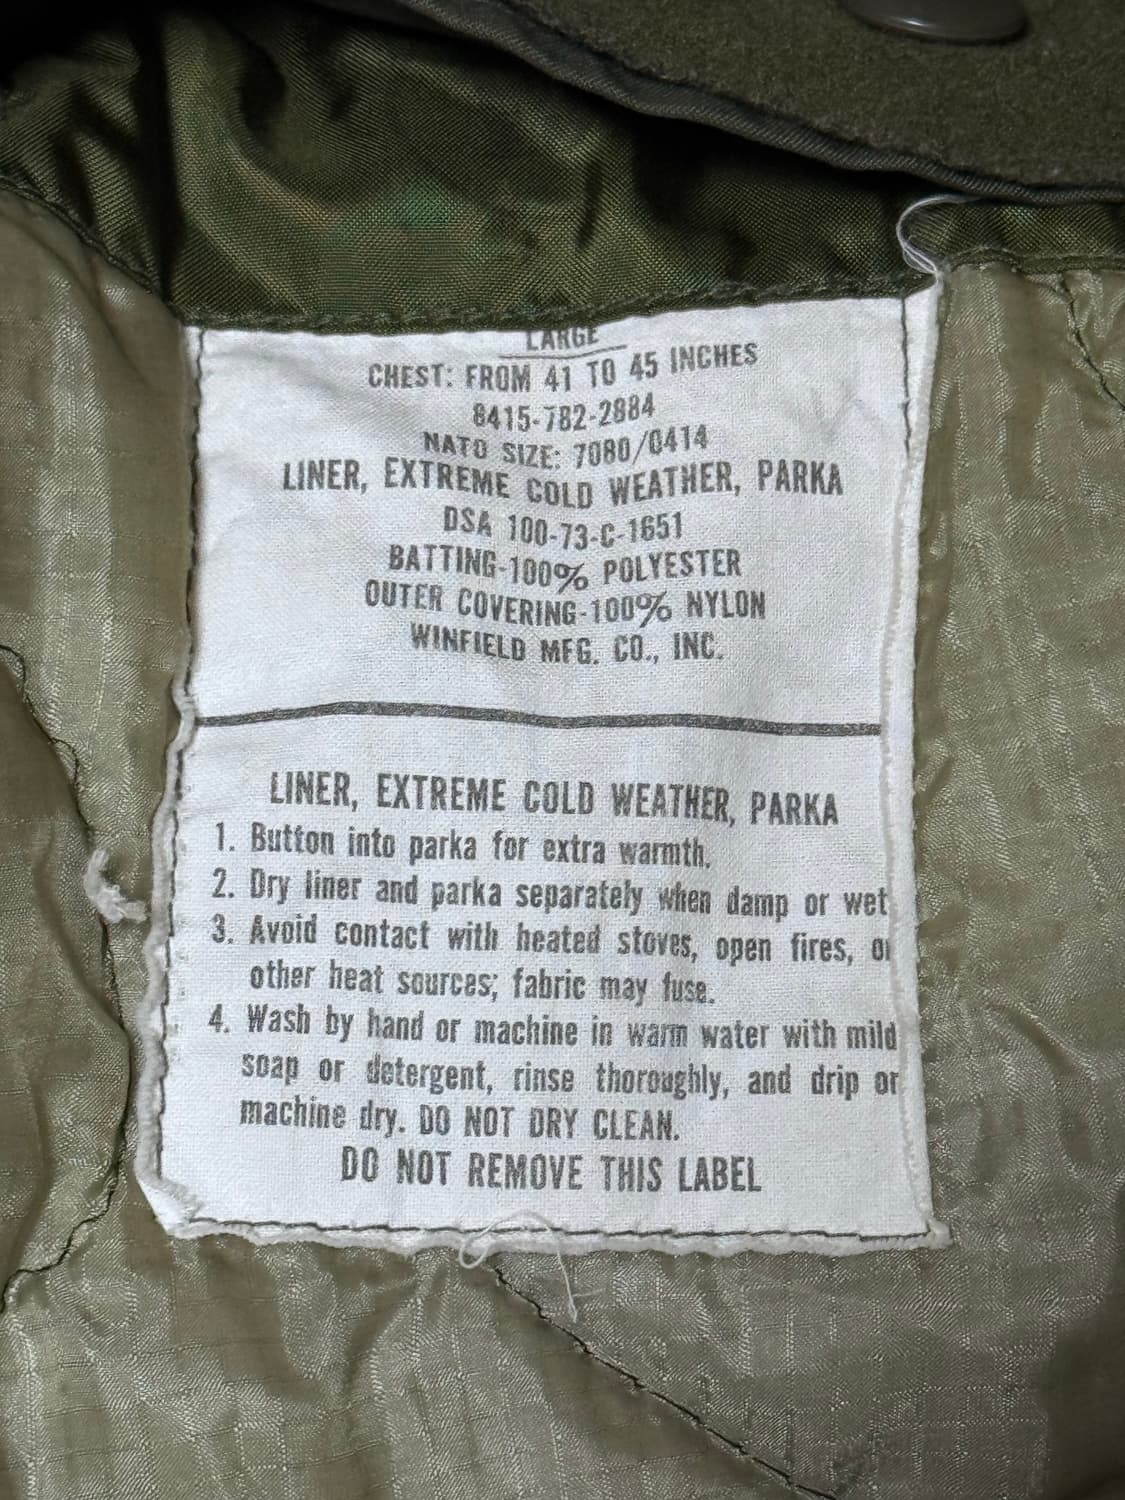 LARGE
CHEST: FROM 41 TO 45 INCHES
8415-782-2884
NATO SIZE: 7080/0414
LINER, EXTREME COLD WEATHER, PARKA
DSA 100-73-C-1651
BATTING-100% POLYESTER
OUTER COVERING-100% NYLON
WINFIELD MFG. CO., INC.
LINER, EXTREME COLD WEATHER, PARKA
1. Button into parka for extra warmth.
2. Dry liner and parka separately when damp or wet
3. Avoid contact with heated stoves, open fires, or
other heat sources; fabric may fuse.
4. Wash by hand or machine in warm water with mild
soap or detergent, rinse thoroughly, and drip or
machine dry. DO NOT DRY CLEAN.
DO NOT REMOVE THIS LABEL